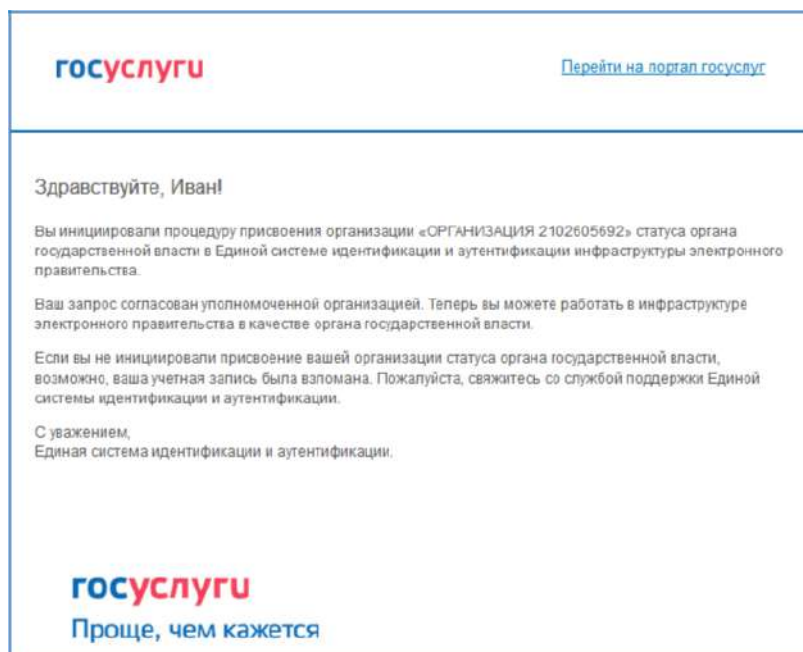 госуслуги
Перейти на портал госуслуг
Здравствуйте, Иван!
Вы инициировали процедуру присвоения организации «ОРГАНИЗАЦИЯ 2102605692» статуса органа
государственной власти в Единой системе идентификации и аутентификации инфраструктуры электронного
правительства.
Ваш запрос согласован уполномоченной организацией. Теперь вы можете работать в инфраструктуре
электронного правительства в качестве органа государственной власти.
Если вы не инициировали присвоение вашей организации статуса органа государственной власти,
возможно, ваша учетная запись была взломана. Пожалуйста, свяжитесь со службой поддержки Единой
системы идентификации и аутентификации.
С уважением,
Единая система идентификации и аутентификации.
госуслуги
Проще, чем кажется